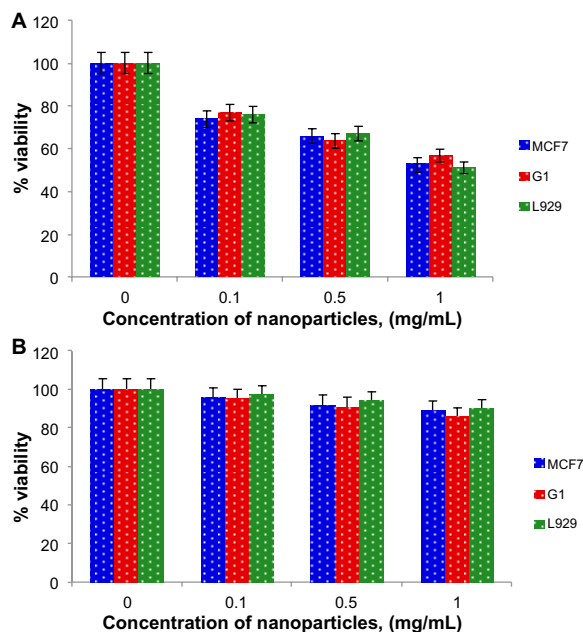 A
120
100
80
60
40
20
0
% viability
MCF7
G1
L929
0 0.1 0.5 1
Concentration of nanoparticles, (mg/mL)
B
120
100
80
60
40
20
0
% viability
MCF7
G1
L929
0 0.1 0.5 1
Concentration of nanoparticles, (mg/mL)